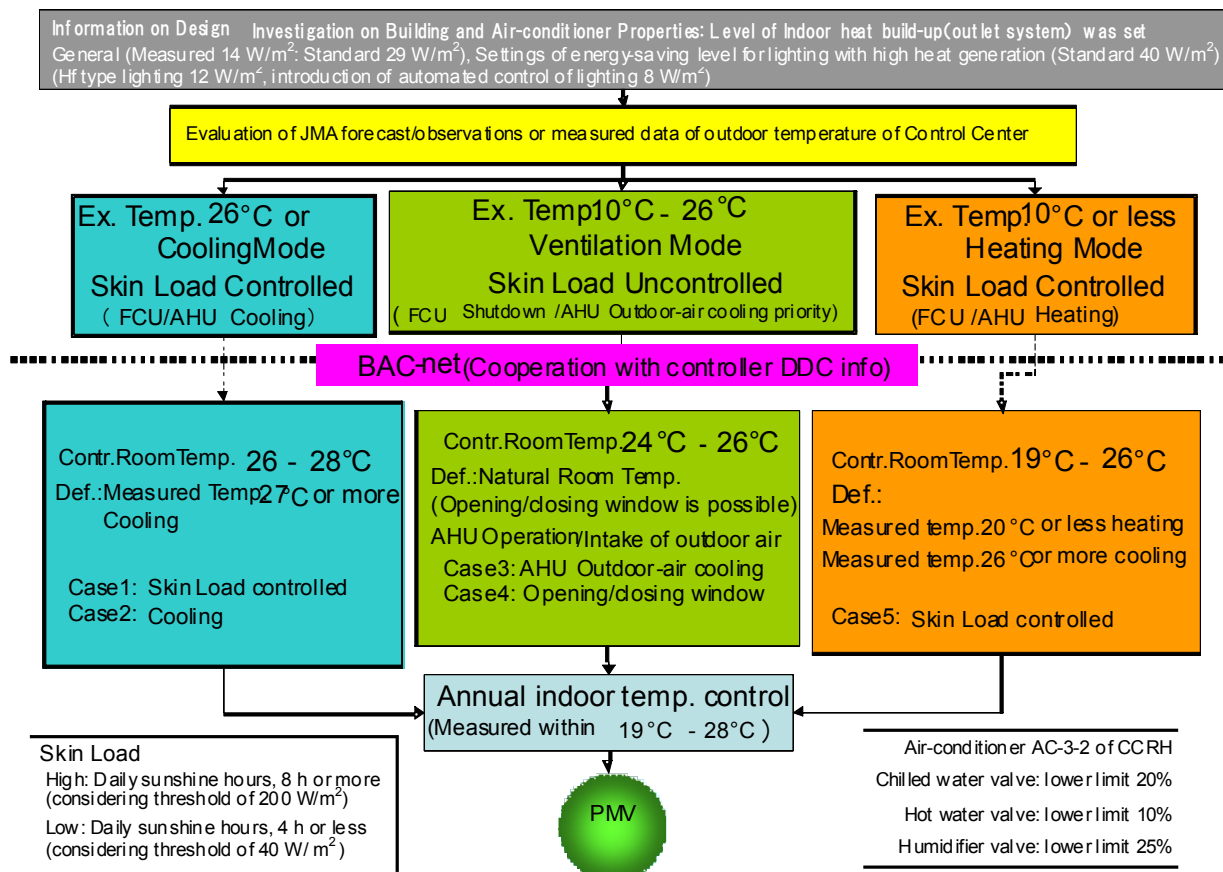 Information on Design Investigation on Building and Air-conditioner Properties: Level of Indoor heat build-up(outlet system) was set
General (Measured 14 W/m²: Standard 29 W/m²), Settings of energy-saving level for lighting with high heat generation (Standard 40 W/m²)
(Hf type lighting 12 W/m², introduction of automated control of lighting 8 W/m²)
Evaluation of JMA forecast/observations or measured data of outdoor temperature of Control Center
Ex. Temp. 26°C or
Cooling Mode
Skin Load Controlled
( FCU/AHU Cooling)
Ex. Temp10°C - 26°C
Ventilation Mode
Skin Load Uncontrolled
( FCU Shutdown /AHU Outdoor-air cooling priority)
Ex. Temp.10°C or less
Heating Mode
Skin Load Controlled
(FCU /AHU Heating)
BAC-net(Cooperation with controller DDC info)
Contr.Room Temp. 26 - 28°C
Def.:Measured Temp.27°C or more
Cooling
Case1: Skin Load controlled
Case2: Cooling
Contr.Room Temp. 24°C - 26°C
Def.:Natural Room Temp.
(Opening/closing window is possible)
AHU Operation/Intake of outdoor air
Case3: AHU Outdoor-air cooling
Case4: Opening/closing window
Contr.Room Temp. 19°C - 26°C
Def.:
Measured temp.20°C or less heating
Measured temp.26°C or more cooling
Case5: Skin Load controlled
Annual indoor temp. control
(Measured within 19°C - 28°C )
PMV
Skin Load
High: Daily sunshine hours, 8 h or more
(considering threshold of 200 W/m²)
Low: Daily sunshine hours, 4 h or less
(considering threshold of 40 W/ m²)
Air-conditioner AC-3-2 of CCRH
Chilled water valve: lower limit 20%
Hot water valve: lower limit 10%
Humidifier valve: lower limit 25%